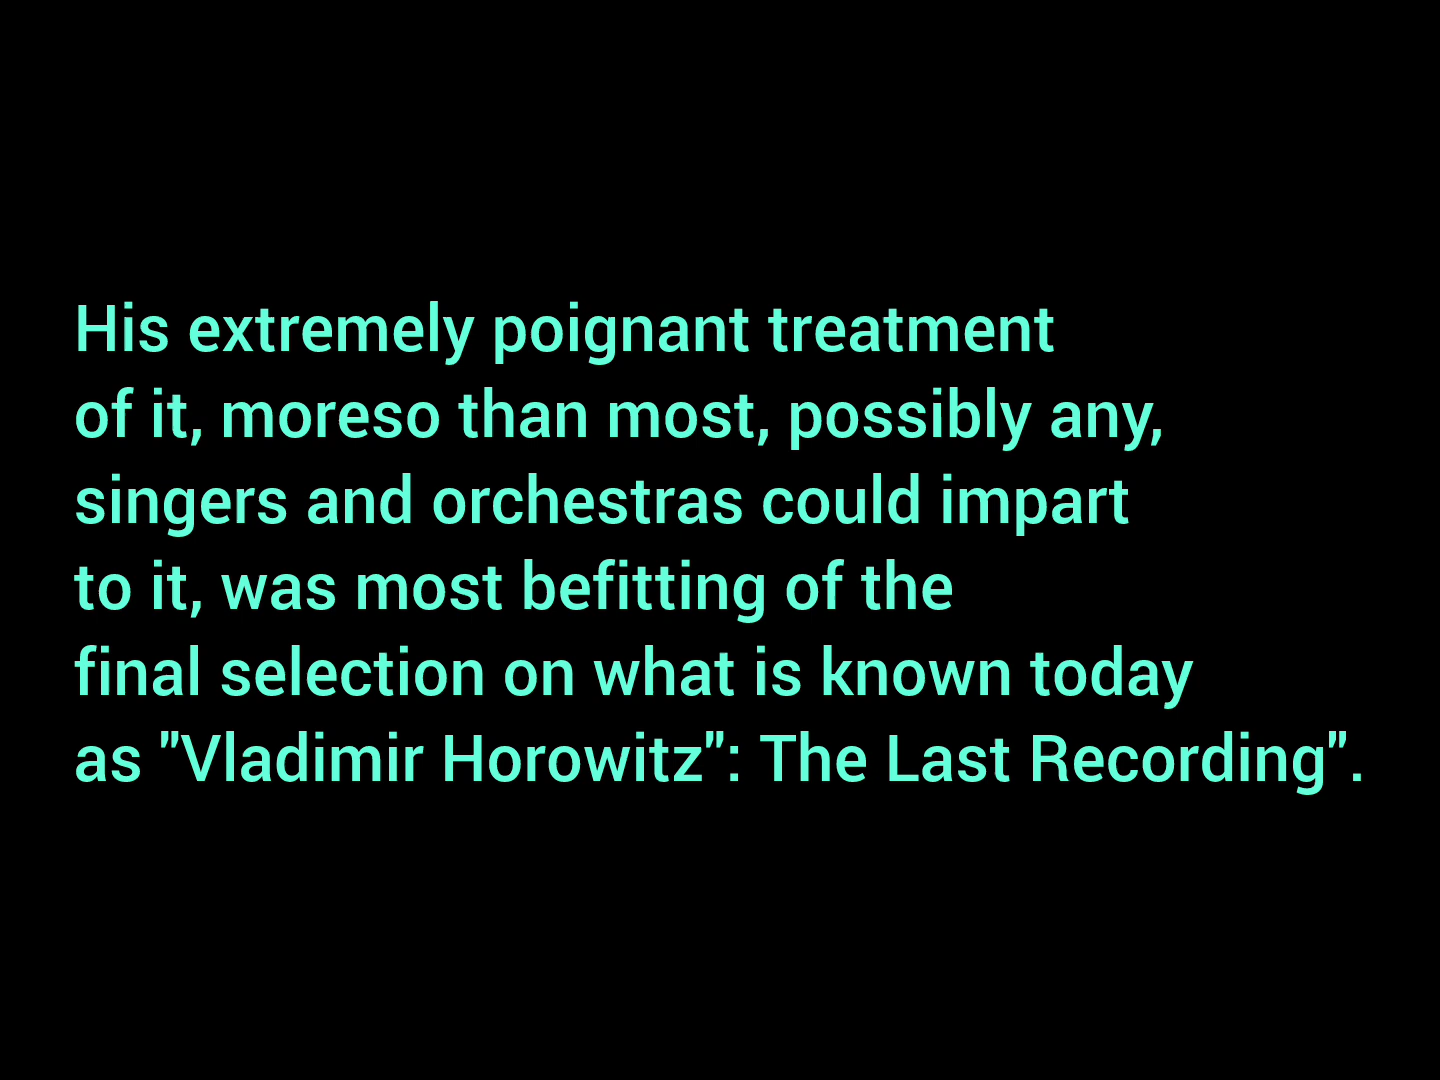 His extremely poignant treatment
of it, moreso than most, possibly any,
singers and orchestras could impart
to it, was most befitting of the
final selection on what is known today
as "Vladimir Horowitz": The Last Recording".